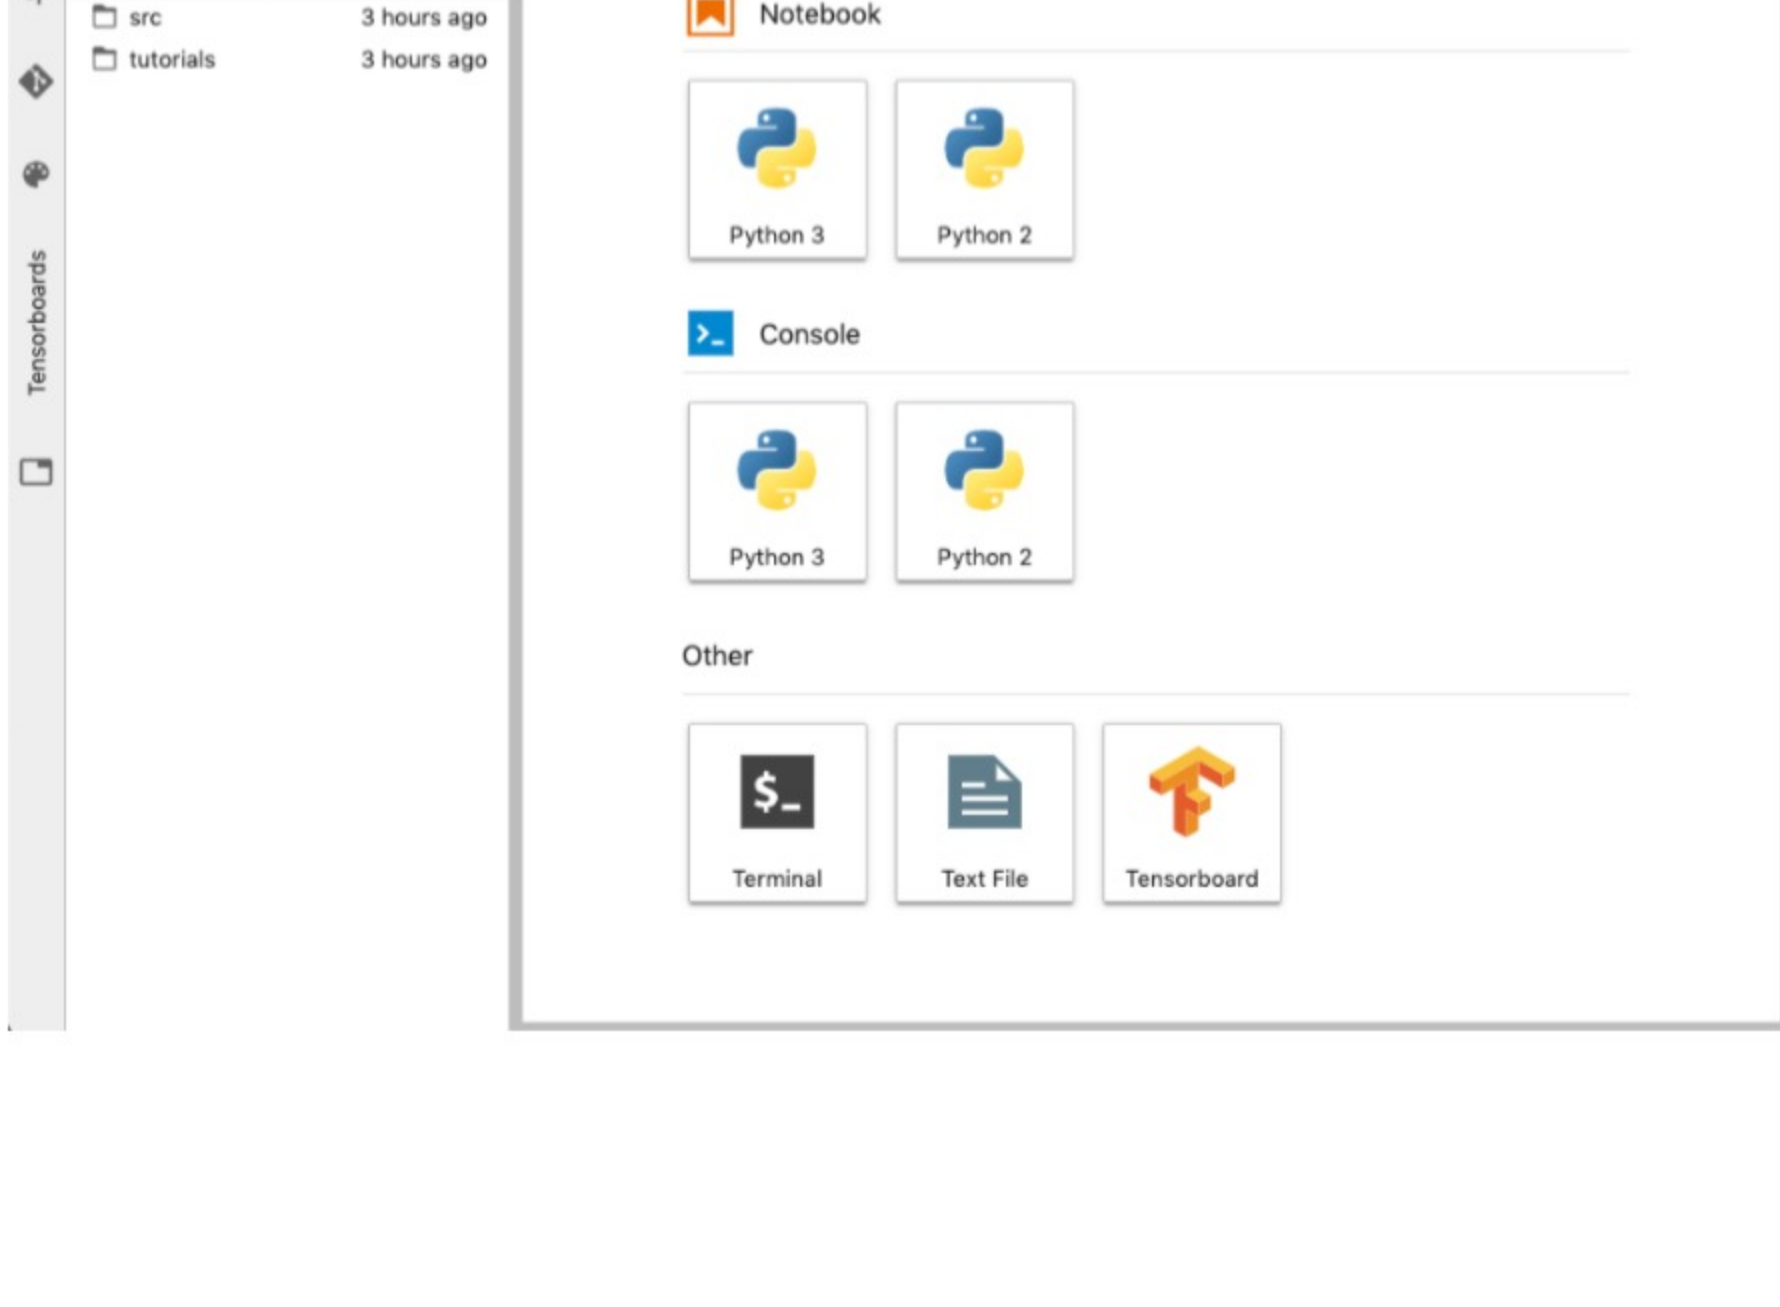 src 3 hours ago
tutorials 3 hours ago
Tensorboards
Notebook
Python 3 Python 2
>_ Console
Python 3 Python 2
Other
$_
Terminal Text File Tensorboard